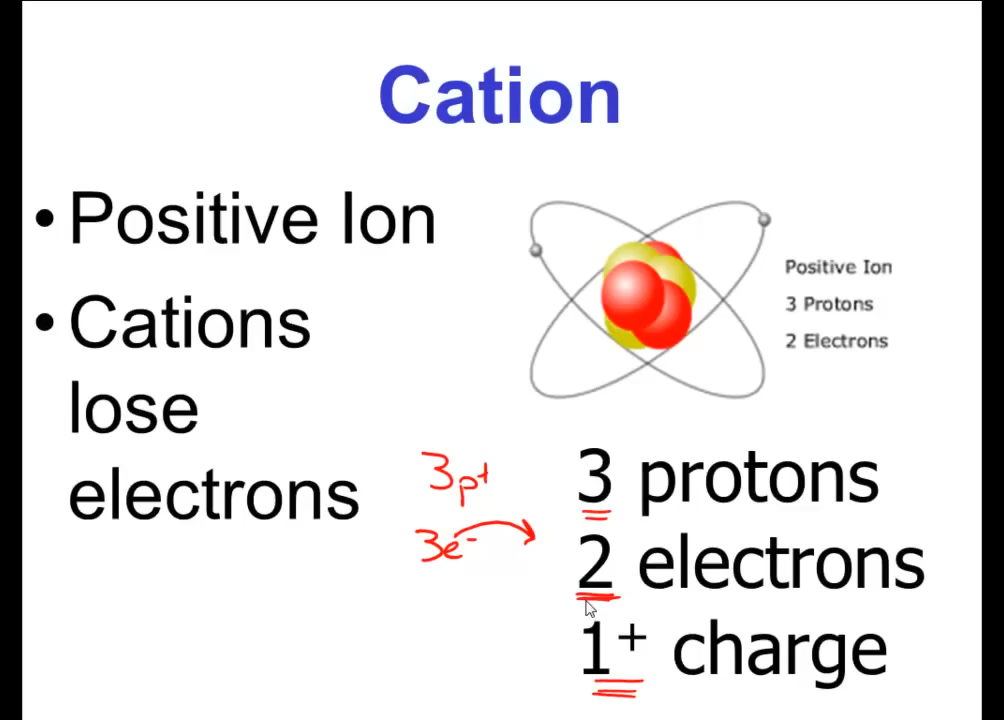 Cation
• Positive Ion
• Cations
lose
electrons
Positive Ion
3 Protons
2 Electrons
3p+
3e-
3 protons
2 electrons
1+ charge